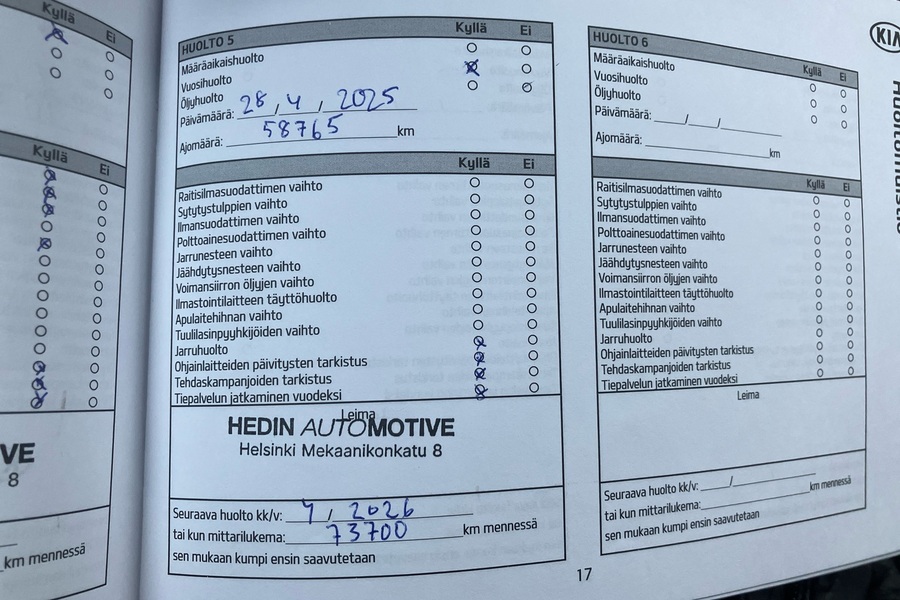 Kyllä Ei
Kyllä Ei
VE
8
km mennessä
HUOLTO 5 Kyllä Ei
Määräaikaishuolto
Vuosihuolto
Öljyhuolto
Päivämäärä: 28 / 4 / 2025
Ajomäärä: 58765 km
Kyllä Ei
Raitisilmasuodattimen vaihto
Sytytystulppien vaihto
Ilmansuodattimen vaihto
Polttoainesuodattimen vaihto
Jarrunesteen vaihto
Jäähdytysnesteen vaihto
Voimansiirron öljyjen vaihto
Ilmastointilaitteen täyttöhuolto
Apulaitehihnan vaihto
Tuulilasinpyyhkijöiden vaihto
Jarruhuolto
Ohjainlaitteiden päivitysten tarkistus
Tehdaskampanjoiden tarkistus
Tiepalvelun jatkaminen vuodeksi
Leima
HEDIN AUTOMOTIVE
Helsinki Mekaanikonkatu 8
Seuraava huolto kk/v: 4 / 2026
tai kun mittarilukema: 73700 km mennessä
sen mukaan kumpi ensin saavutetaan
HUOLTO 6 Kyllä Ei
Määräaikaishuolto
Vuosihuolto
Öljyhuolto
Päivämäärä: / /
Ajomäärä: km
Kyllä Ei
Raitisilmasuodattimen vaihto
Sytytystulppien vaihto
Ilmansuodattimen vaihto
Polttoainesuodattimen vaihto
Jarrunesteen vaihto
Jäähdytysnesteen vaihto
Voimansiirron öljyjen vaihto
Ilmastointilaitteen täyttöhuolto
Apulaitehihnan vaihto
Tuulilasinpyyhkijöiden vaihto
Jarruhuolto
Ohjainlaitteiden päivitysten tarkistus
Tehdaskampanjoiden tarkistus
Tiepalvelun jatkaminen vuodeksi
Leima
Seuraava huolto kk/v: /
tai kun mittarilukema: km mennessä
sen mukaan kumpi ensin saavutetaan
17
KIA